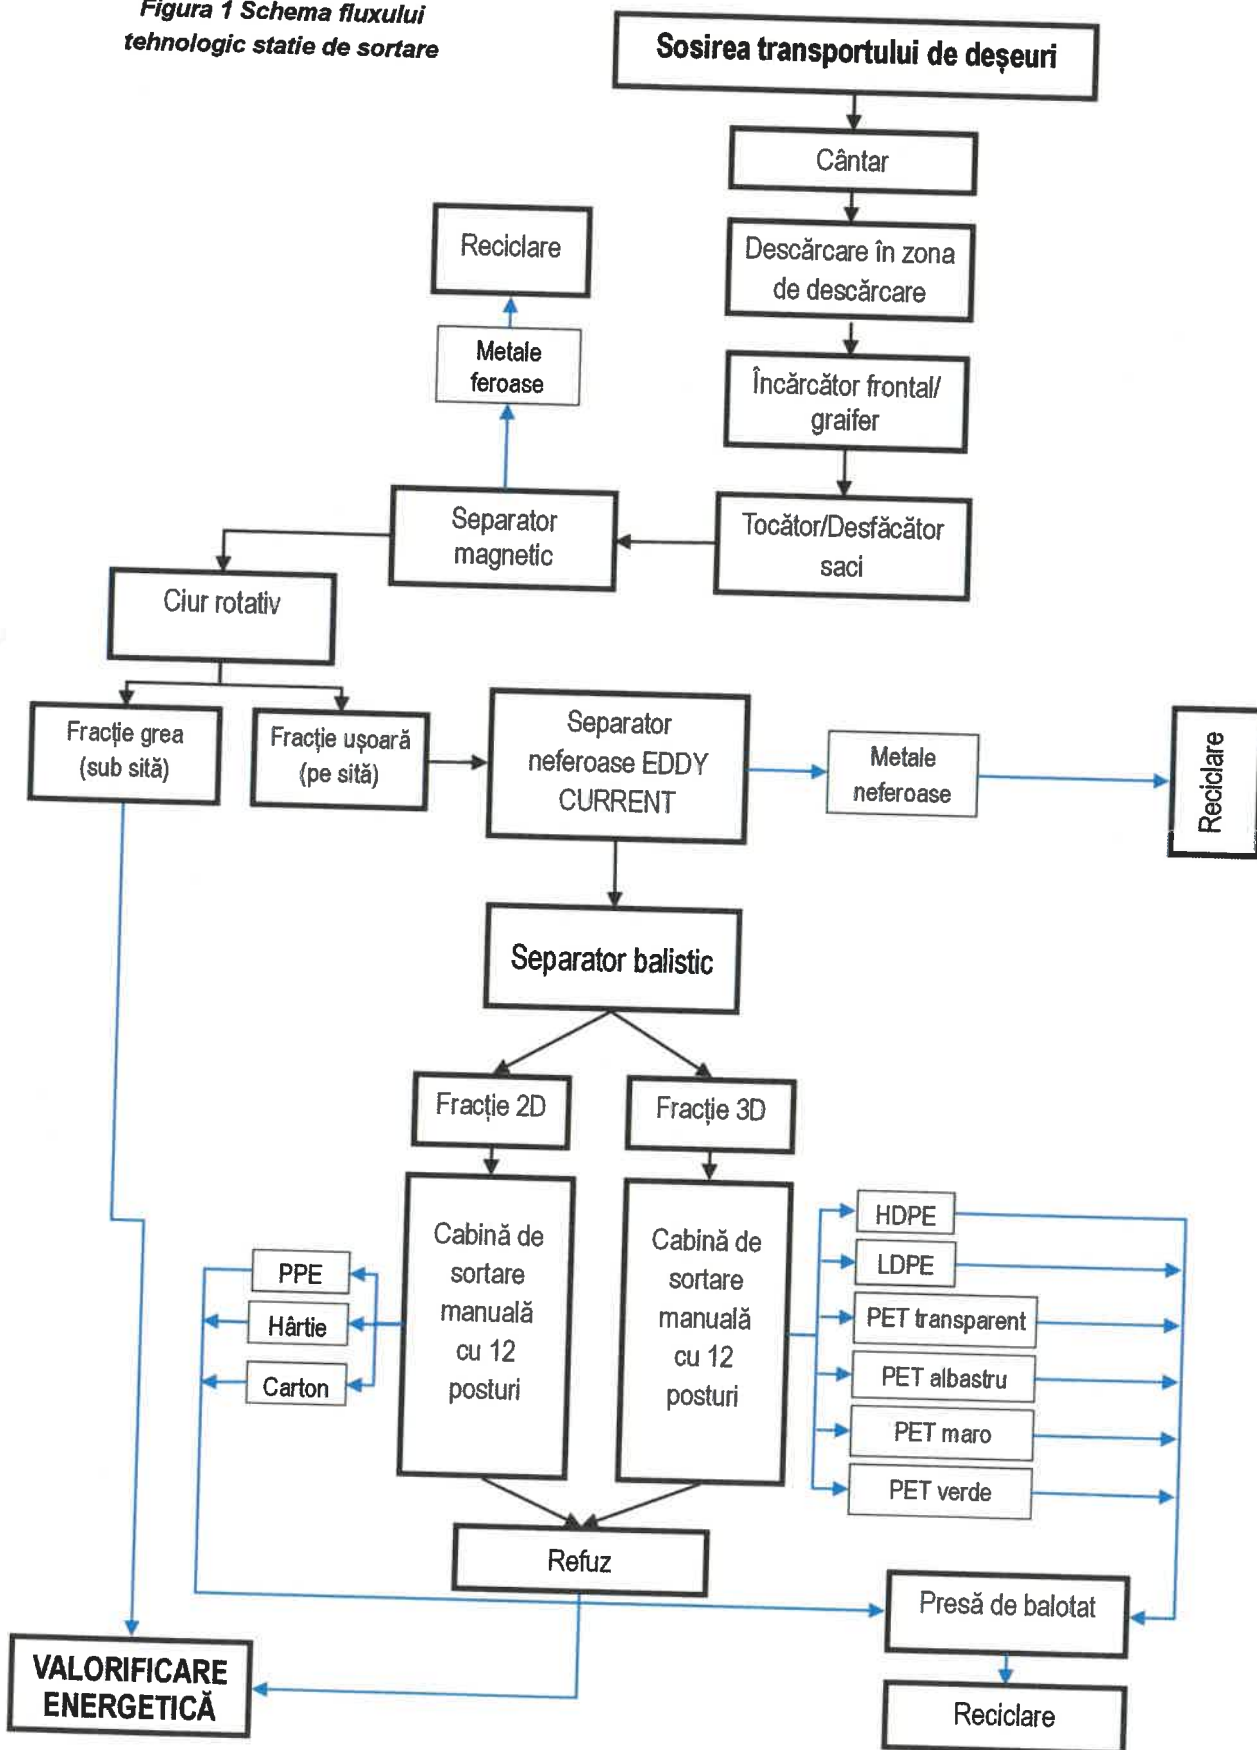 Figura 1 Schema fluxului
tehnologic statie de sortare
Sosirea transportului de deșeuri
Cântar
Descărcare în zona
de descărcare
Reciclare
Metale
feroase
Încărcător frontal/
graifer
Separator
magnetic
Tocător/Desfăcător
saci
Ciur rotativ
Fracție grea
(sub sită)
Fracție ușoară
(pe sită)
Separator
neferoase EDDY
CURRENT
Metale
neferoase
Reciclare
Separator balistic
Fracție 2D
Fracție 3D
Cabină de
sortare
manuală
cu 12
posturi
Cabină de
sortare
manuală
cu 12
posturi
PPE
Hârtie
Carton
HDPE
LDPE
PET transparent
PET albastru
PET maro
PET verde
Refuz
Presă de balotat
VALORIFICARE
ENERGETICĂ
Reciclare